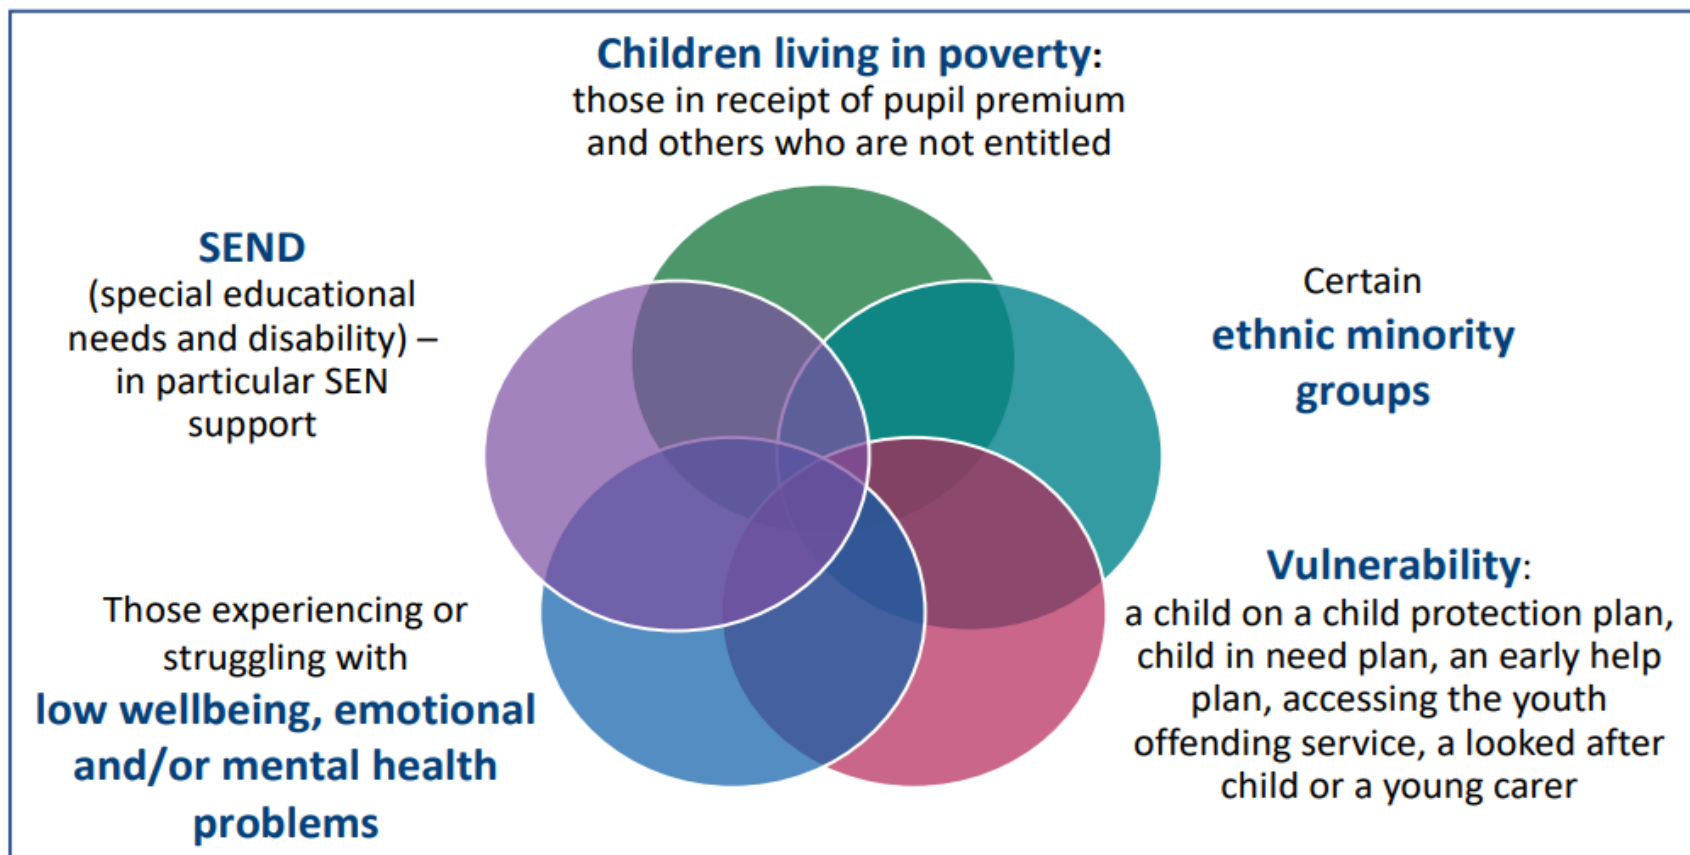 Children living in poverty:
those in receipt of pupil premium
and others who are not entitled
SEND
(special educational
needs and disability) –
in particular SEN
support
Certain
ethnic minority
groups
Those experiencing or
struggling with
low wellbeing, emotional
and/or mental health
problems
Vulnerability:
a child on a child protection plan,
child in need plan, an early help
plan, accessing the youth
offending service, a looked after
child or a young carer